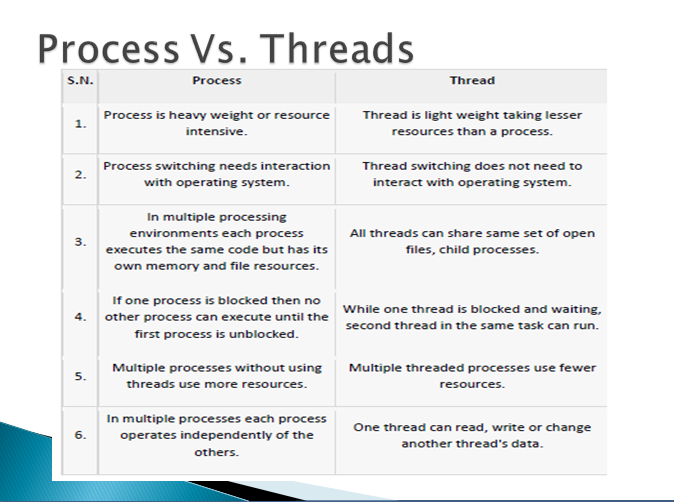 Process Vs. Threads
S.N. Process Thread
1. Process is heavy weight or resource intensive. Thread is light weight taking lesser resources than a process.
2. Process switching needs interaction with operating system. Thread switching does not need to interact with operating system.
3. In multiple processing environments each process executes the same code but has its own memory and file resources. All threads can share same set of open files, child processes.
4. If one process is blocked then no other process can execute until the first process is unblocked. While one thread is blocked and waiting, second thread in the same task can run.
5. Multiple processes without using threads use more resources. Multiple threaded processes use fewer resources.
6. In multiple processes each process operates independently of the others. One thread can read, write or change another thread's data.